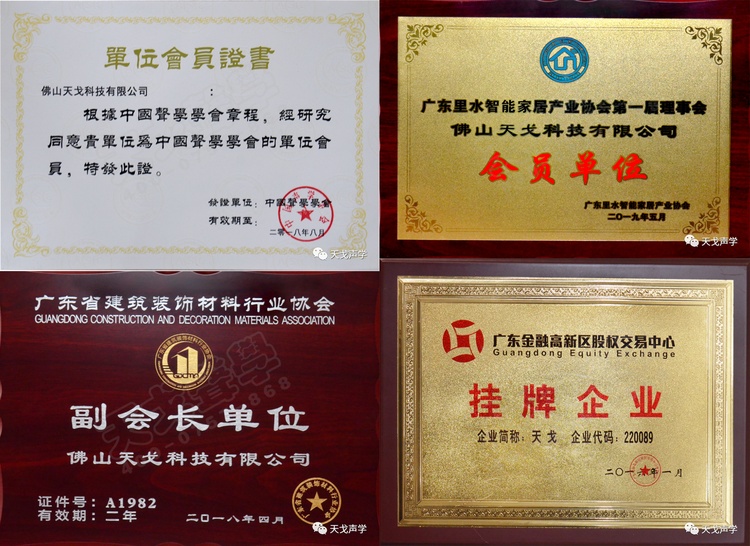 單位會員證書
佛山天戈科技有限公司 :
根據中國聲學學會章程，經研究
同意貴單位爲中國聲學學會的單位會
員，特發此證。
發證單位：中國聲學學會
有效期至：
二零一八年八月
天戈声学
广东里水智能家居产业协会第一届理事会
佛山天戈科技有限公司
会员单位
广东里水智能家居产业协会
二〇一九年五月
天戈声学
广东省建筑装饰材料行业协会
GUANGDONG CONSTRUCTION AND DECORATION MATERIALS ASSOCIATION
GDCMA
副会长单位
佛山天戈科技有限公司
证件号：A1982
有效期：二年
二〇一八年四月
天戈声学
广东金融高新区股权交易中心
Guangdong Equity Exchange
挂牌企业
企业简称：天戈 企业代码：220089
二〇一六年一月
天戈声学